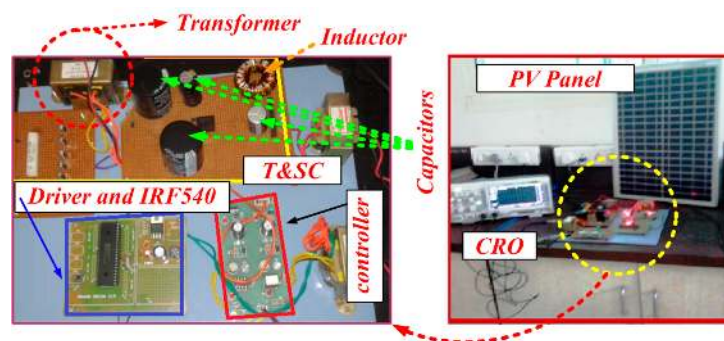 Transformer
Inductor
PV Panel
Capacitors
T&SC
Driver and IRF540
controller
CRO